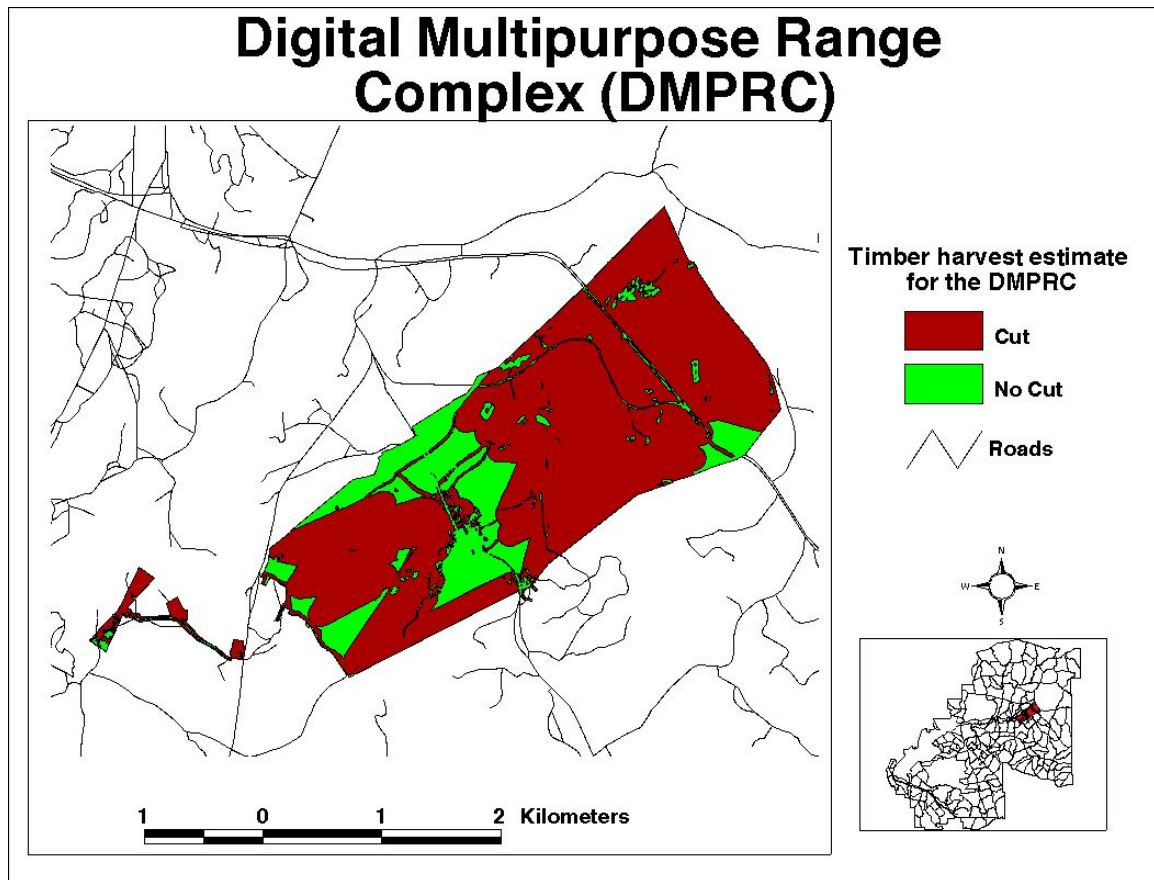 Digital Multipurpose Range
Complex (DMPRC)
Timber harvest estimate
for the DMPRC
Cut
No Cut
Roads
N
W E
S
1 0 1 2 Kilometers